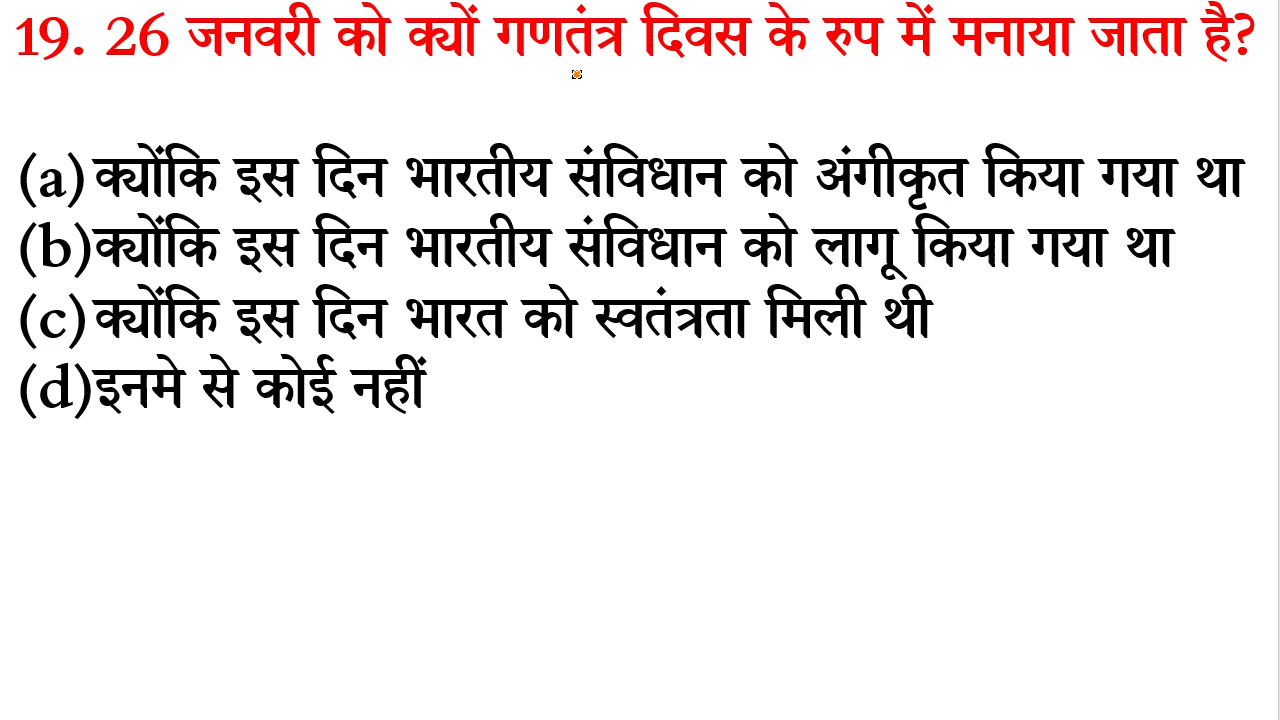 19. 26 जनवरी को क्यों गणतंत्र दिवस के रुप में मनाया जाता है?
(a) क्योंकि इस दिन भारतीय संविधान को अंगीकृत किया गया था
(b)क्योंकि इस दिन भारतीय संविधान को लागू किया गया था
(c) क्योंकि इस दिन भारत को स्वतंत्रता मिली थी
(d)इनमे से कोई नहीं